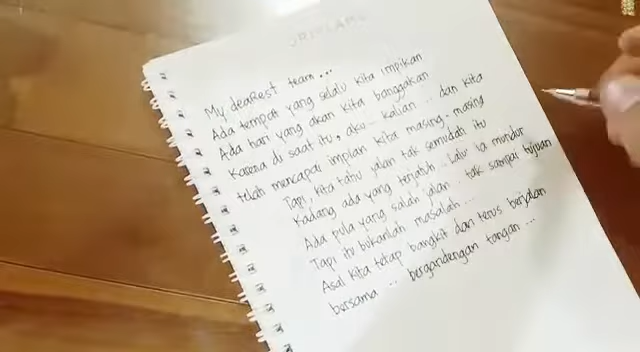 ORIFLAME
My deaRest team...
Ada tempat yang selalu kita impikan
Ada hari yang akan kita banggakan
Karena di saat itu, aku... kalian... dan kita
telah mencapai impian kita masing-masing
Tapi, kita tahu jalan tak semudah itu
Kadang ada yang terjatuh.. lalu ia mundur
Ada pula yang salah jalan.. tak sampai tujuan
Tapi itu bukanlah masalah...
Asal kita tetap bangkit dan terus berjalan
bersama... bergandengan tangan...